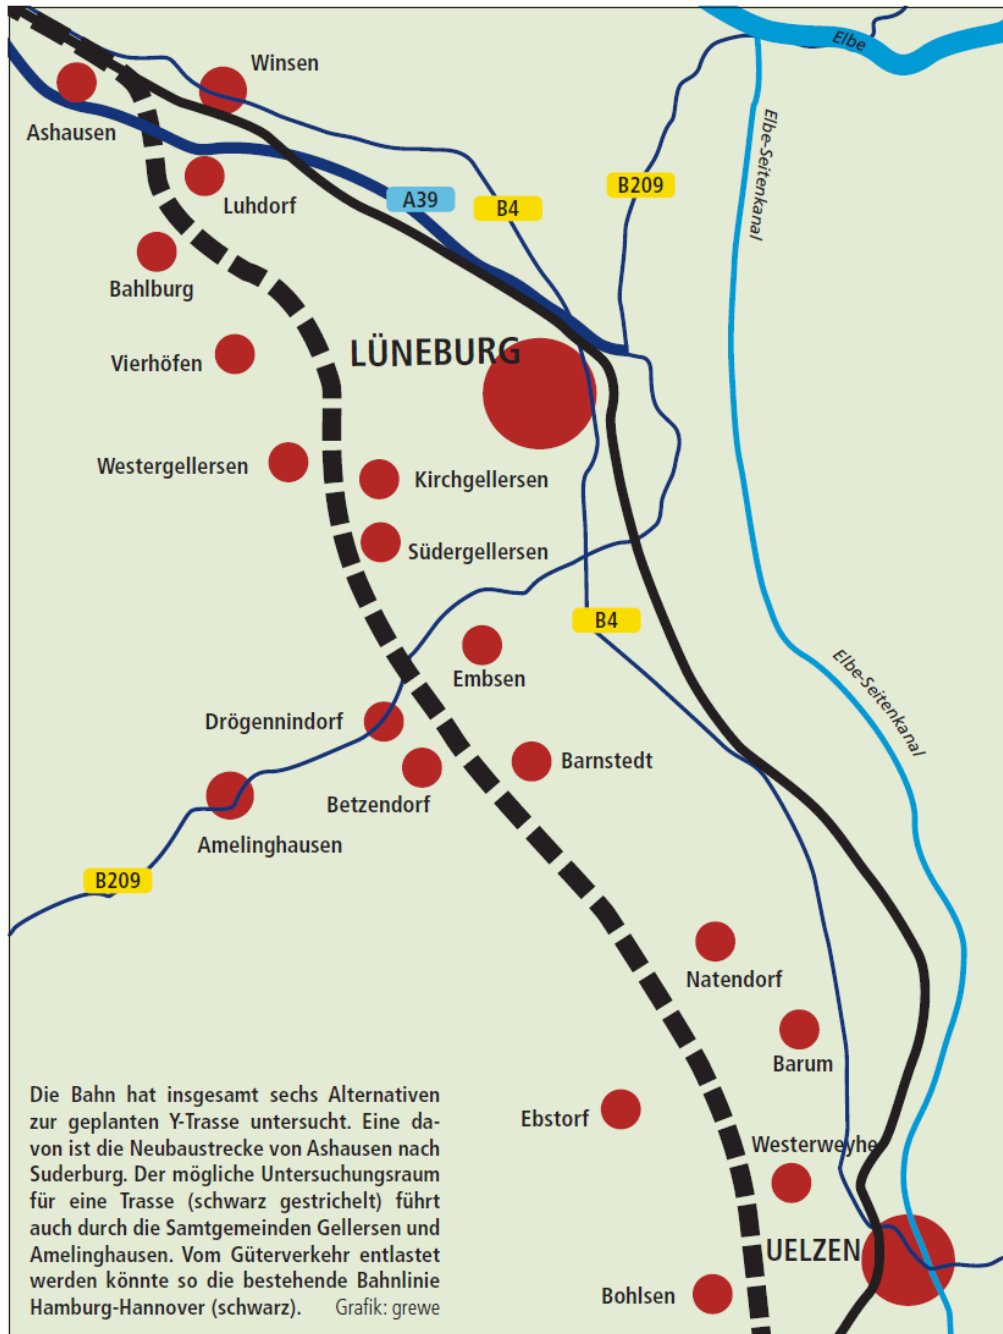 Elbe
Winsen
Ashausen
Elbe-Seitenkanal
Luhdorf
A39
B4
B209
Bahlburg
Vierhöfen
LÜNEBURG
Westergellersen
Kirchgellersen
Südergellersen
B4
Embsen
Elbe-Seitenkanal
Drögennindorf
Betzendorf
Barnstedt
Amelinghausen
B209
Natendorf
Barum
Ebstorf
Westerweyhe
UELZEN
Bohlsen
Die Bahn hat insgesamt sechs Alternativen
zur geplanten Y-Trasse untersucht. Eine da-
von ist die Neubaustrecke von Ashausen nach
Suderburg. Der mögliche Untersuchungsraum
für eine Trasse (schwarz gestrichelt) führt
auch durch die Samtgemeinden Gellersen und
Amelinghausen. Vom Güterverkehr entlastet
werden könnte so die bestehende Bahnlinie
Hamburg-Hannover (schwarz). Grafik: grewe